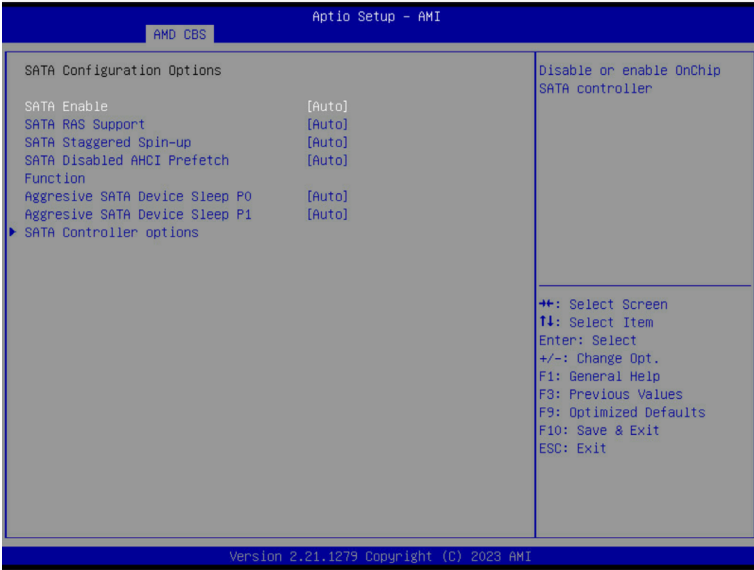 Aptio Setup - AMI
AMD CBS
SATA Configuration Options
SATA Enable [Auto]
SATA RAS Support [Auto]
SATA Staggered Spin-up [Auto]
SATA Disabled AHCI Prefetch [Auto]
Function
Aggresive SATA Device Sleep P0 [Auto]
Aggresive SATA Device Sleep P1 [Auto]
SATA Controller options
Disable or enable OnChip
SATA controller
→←: Select Screen
↑↓: Select Item
Enter: Select
+/-: Change Opt.
F1: General Help
F3: Previous Values
F9: Optimized Defaults
F10: Save & Exit
ESC: Exit
Version 2.21.1279 Copyright (C) 2023 AMI